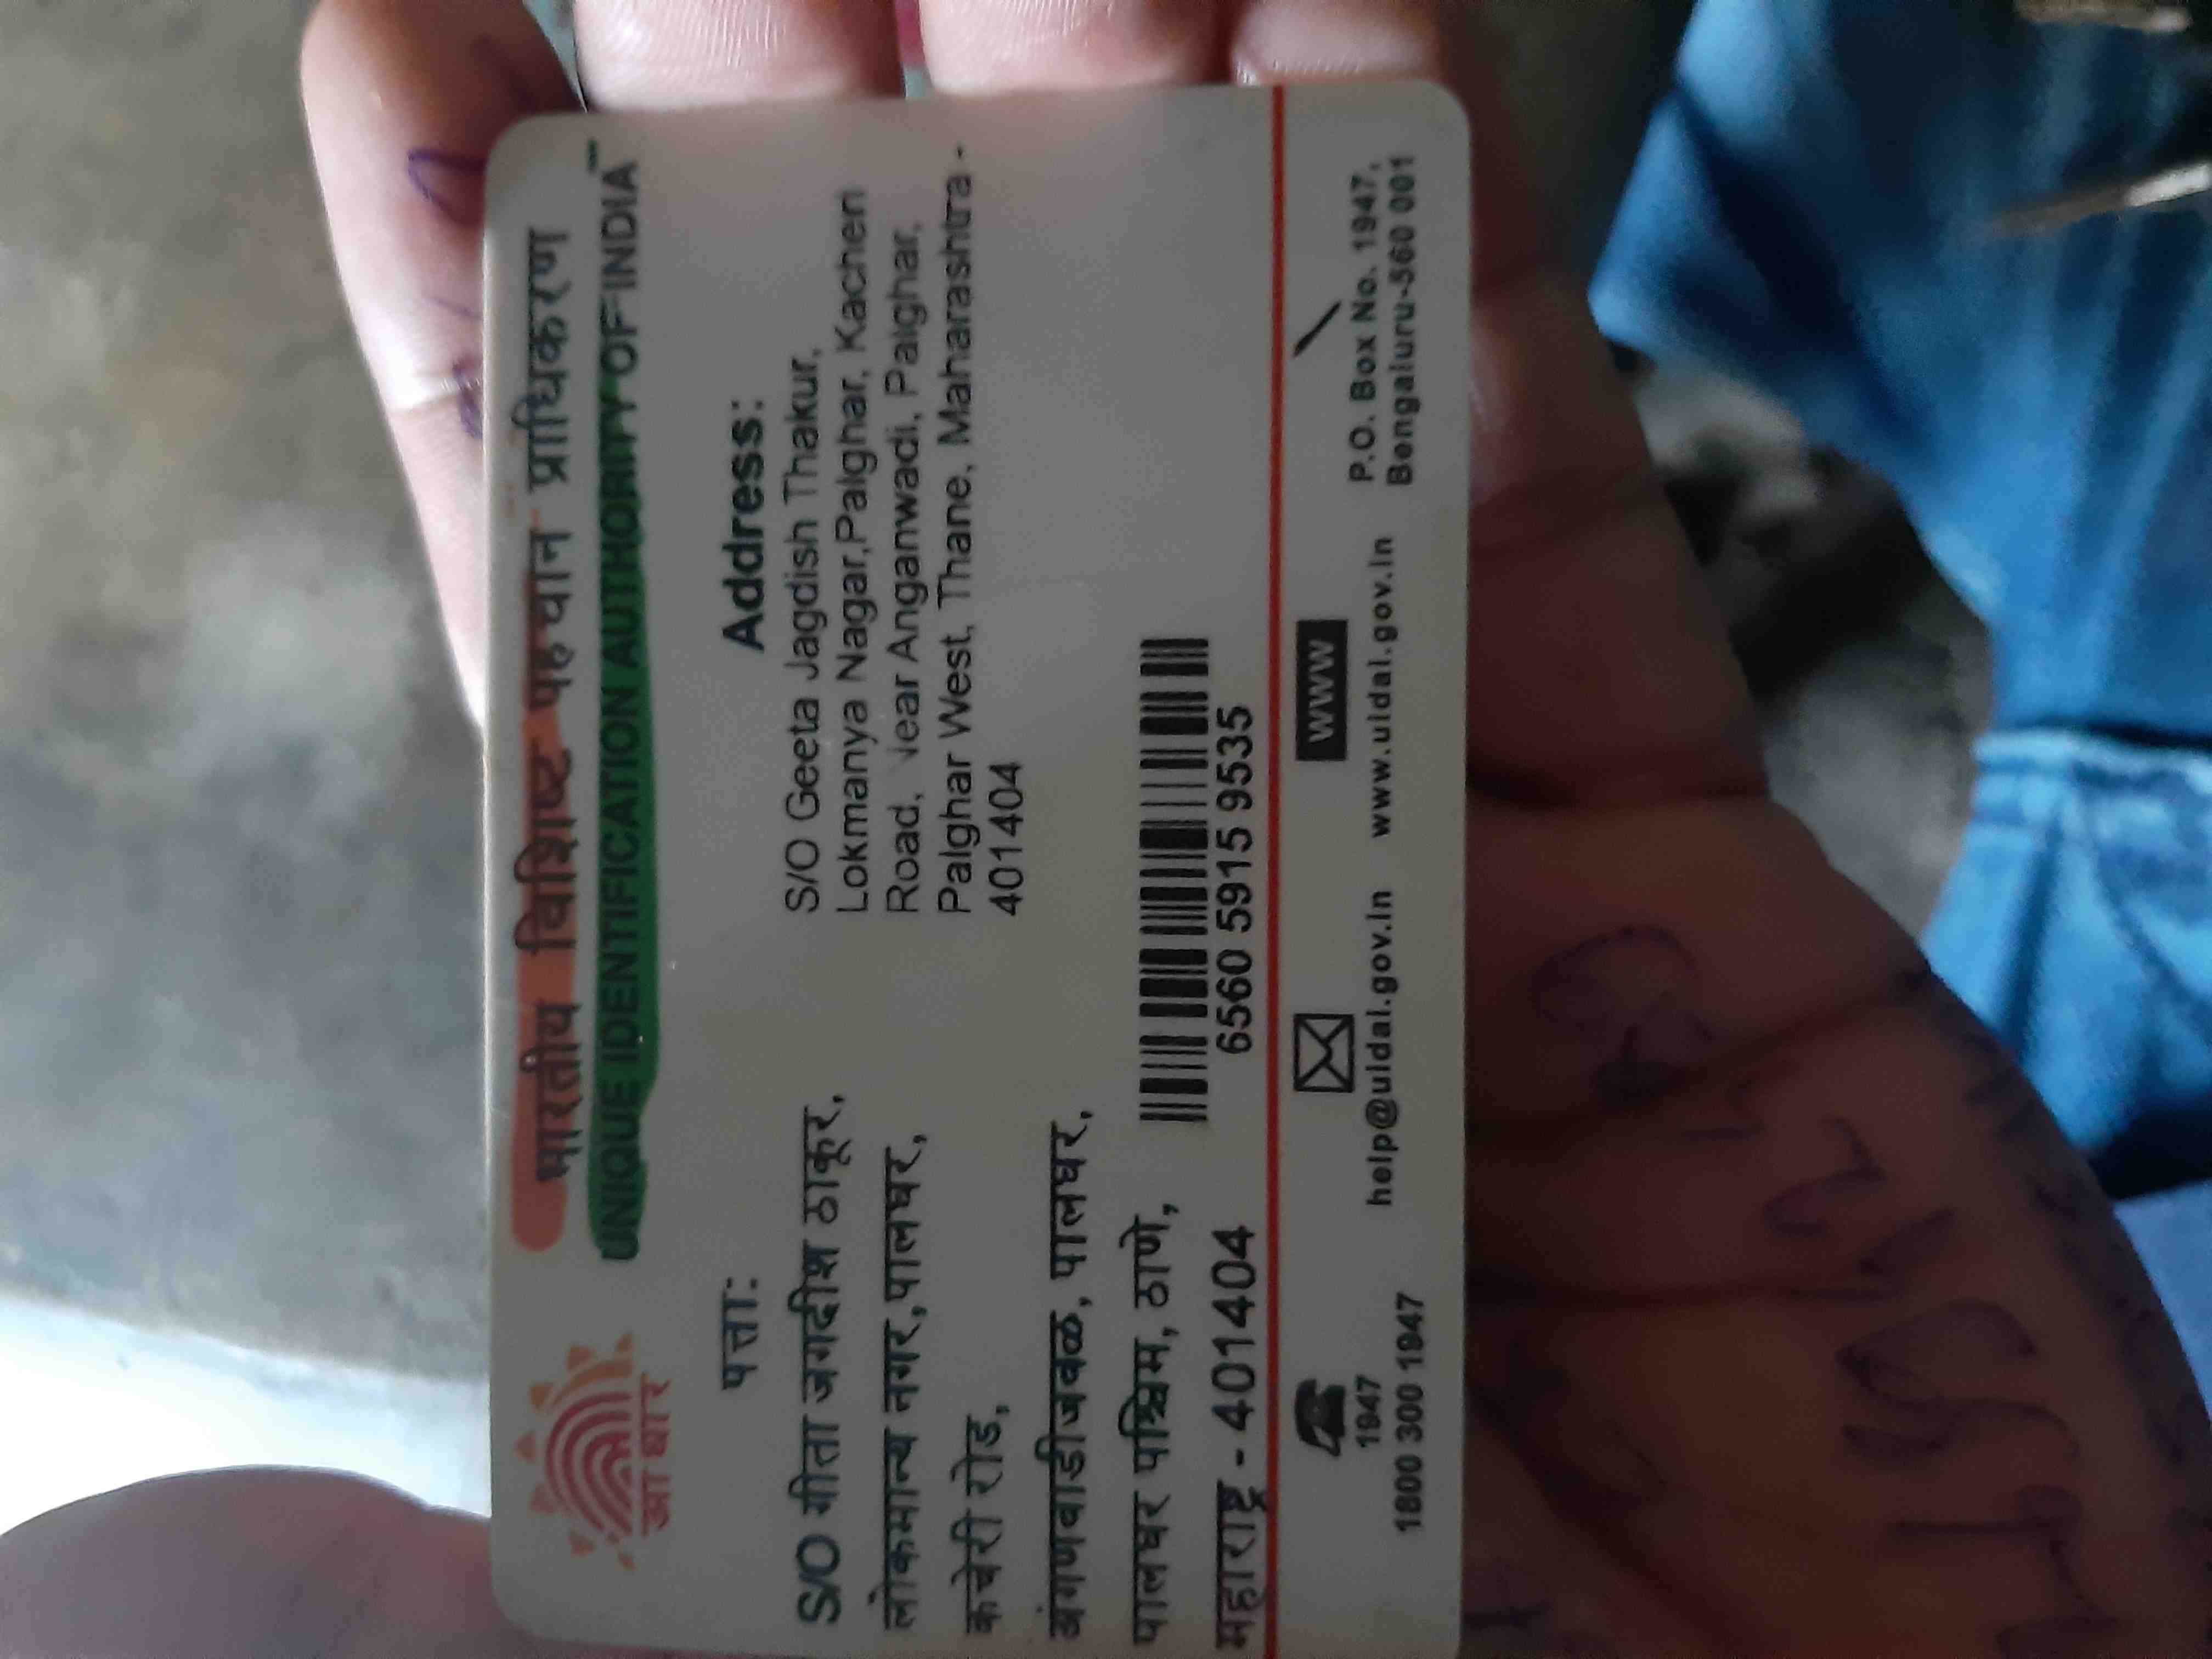 भारतीय विशिष्ट पहचान प्राधिकरण
UNIQUE IDENTIFICATION AUTHORITY OF INDIA
आधार
पत्ता:
S/O गीता जगदीश ठाकूर,
लोकमान्य नगर,पालघर,
कचेरी रोड,
अंगणवाडीजवळ, पालघर,
पालघर पश्चिम, ठाणे,
महाराष्ट्र - 401404
Address:
S/O Geeta Jagdish Thakur,
Lokmanya Nagar,Palghar, Kacheri
Road, Near Anganwadi, Palghar,
Palghar West, Thane, Maharashtra -
401404
6560 5915 9535
1947
1800 300 1947
help@uidai.gov.in
WWW
www.uidai.gov.in
P.O. Box No. 1947,
Bengaluru-560 001